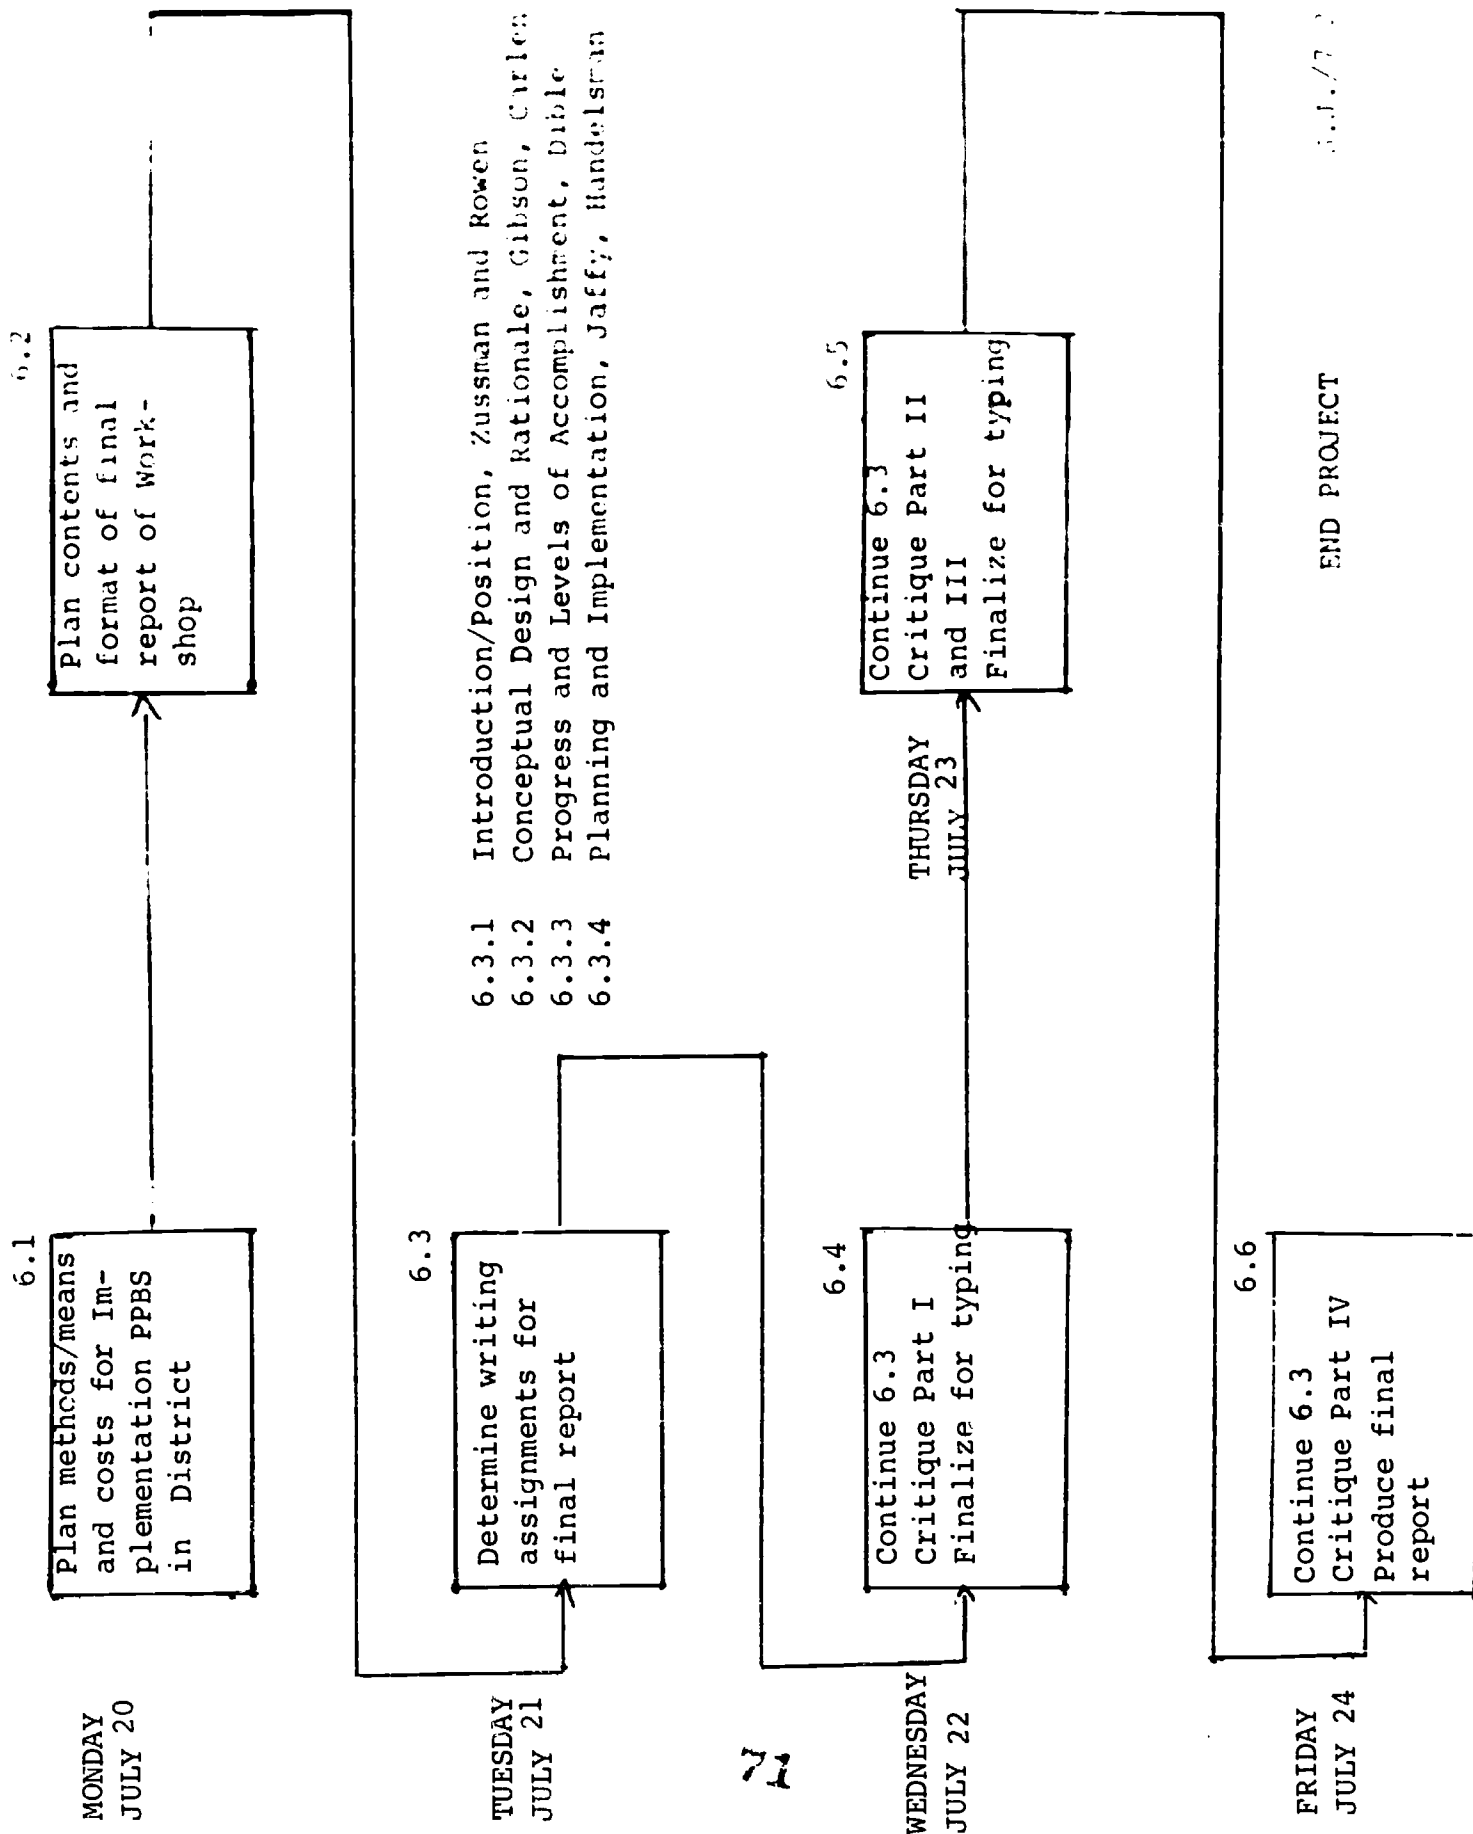 MONDAY
JULY 20
6.1
Plan methods/means
and costs for Im-
plementation PPBS
in District
6.2
Plan contents and
format of final
report of Work-
shop
TUESDAY
JULY 21
6.3
Determine writing
assignments for
final report
6.3.1 Introduction/Position, Zussman and Rowen
6.3.2 Conceptual Design and Rationale, Gibson, Carlen
6.3.3 Progress and Levels of Accomplishment, Dible
6.3.4 Planning and Implementation, Jaffy, Handelsman
71
WEDNESDAY
JULY 22
6.4
Continue 6.3
Critique Part I
Finalize for typing
THURSDAY
JULY 23
6.5
Continue 6.3
Critique Part II
and III
Finalize for typing
FRIDAY
JULY 24
6.6
Continue 6.3
Critique Part IV
Produce final
report
END PROJECT